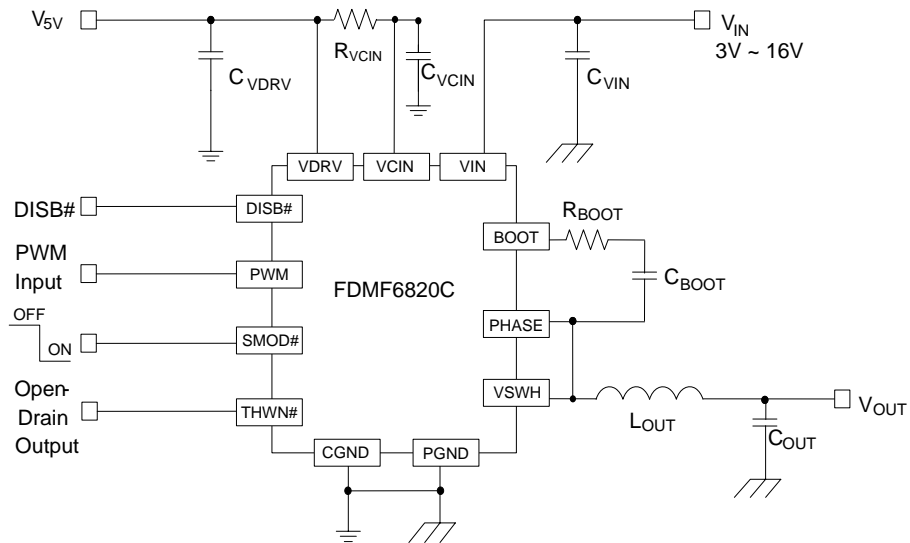 V5V
RVCIN
VIN
3V ~ 16V
CVDRV
CVCIN
CVIN
VDRV
VCIN
VIN
DISB#
DISB#
RBOOT
BOOT
PWM
Input
PWM
CBOOT
FDMF6820C
OFF
ON
SMOD#
PHASE
Open-
Drain
Output
THWN#
VSWH
LOUT
VOUT
COUT
CGND
PGND